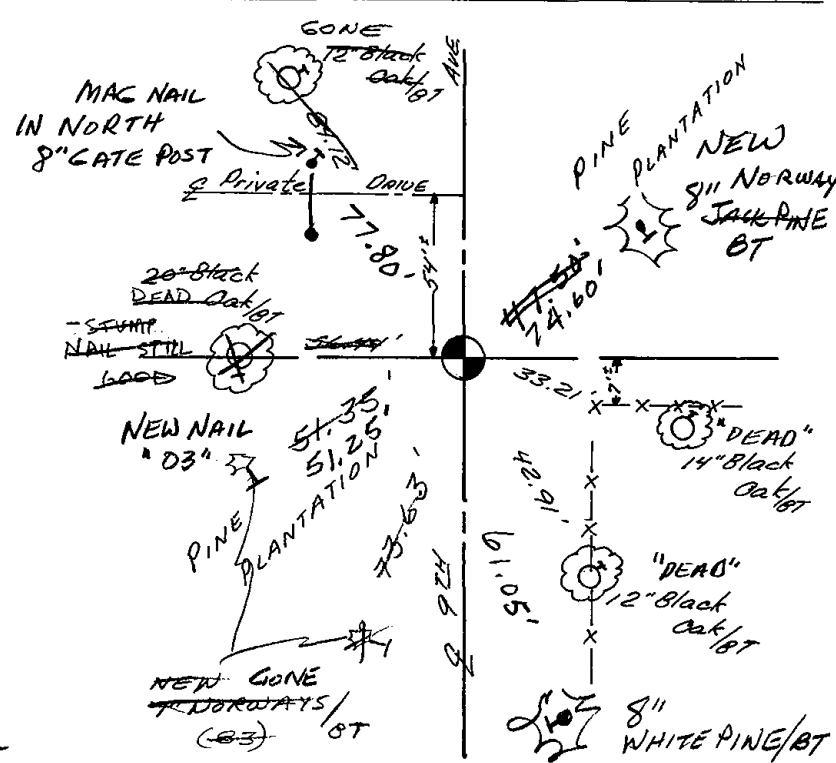 GONE
12" Black
Oak/BT
AVE.
MAG NAIL
IN NORTH
8" GATE POST
℄ Private DRIVE
77.80'
54'±
PINE
PLANTATION
NEW
8" NORWAY
JACK PINE
BT
74.60'
20" Black
DEAD Oak/BT
-STUMP
NAIL STILL
GOOD
33.21'
7'±
"DEAD"
14" Black
Oak/BT
NEW NAIL
"03"
51.35'
51.25'
PINE
PLANTATION
73.63'
42.91'
61.05'
℄ 9TH
"DEAD"
12" Black
Oak/BT
NEW GONE
NORWAYS/BT
8"
WHITE PINE/BT